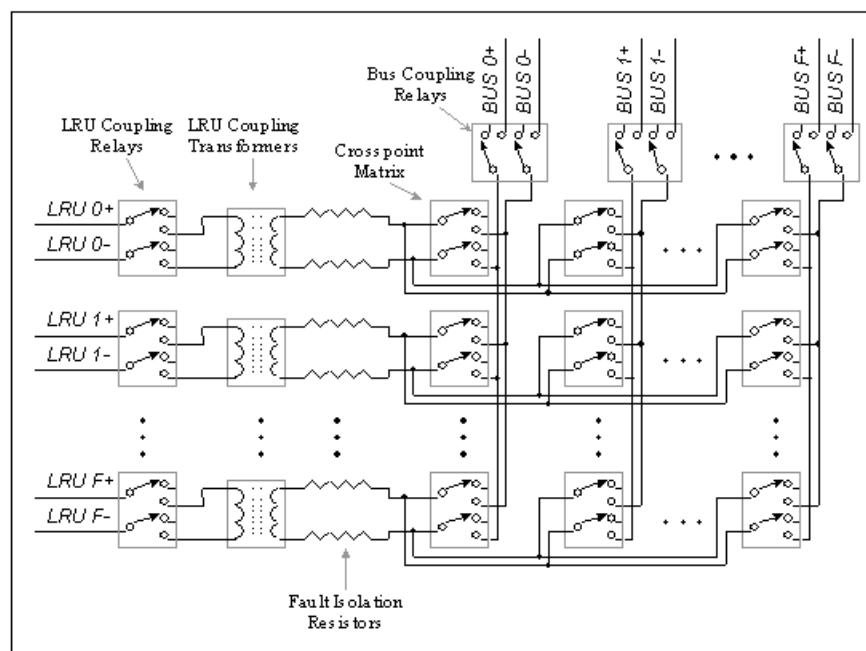 BUS 0+
BUS 0-
BUS 1+
BUS 1-
BUS F+
BUS F-
Bus Coupling
Relays
LRU Coupling
Relays
LRU Coupling
Transformers
Cross point
Matrix
LRU 0+
LRU 0-
LRU 1+
LRU 1-
LRU F+
LRU F-
Fault Isolation
Resistors